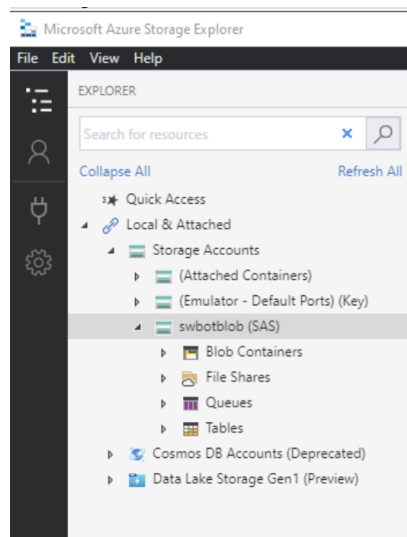 Microsoft Azure Storage Explorer
File Edit View Help
EXPLORER
Search for resources
Collapse All Refresh All
Quick Access
Local & Attached
Storage Accounts
(Attached Containers)
(Emulator - Default Ports) (Key)
swbotblob (SAS)
Blob Containers
File Shares
Queues
Tables
Cosmos DB Accounts (Deprecated)
Data Lake Storage Gen1 (Preview)